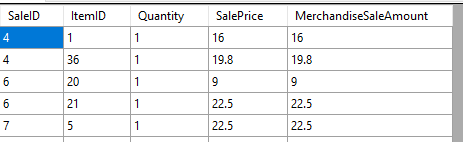 SaleID ItemID Quantity SalePrice MerchandiseSaleAmount
4 1 1 16 16
4 36 1 19.8 19.8
6 20 1 9 9
6 21 1 22.5 22.5
7 5 1 22.5 22.5